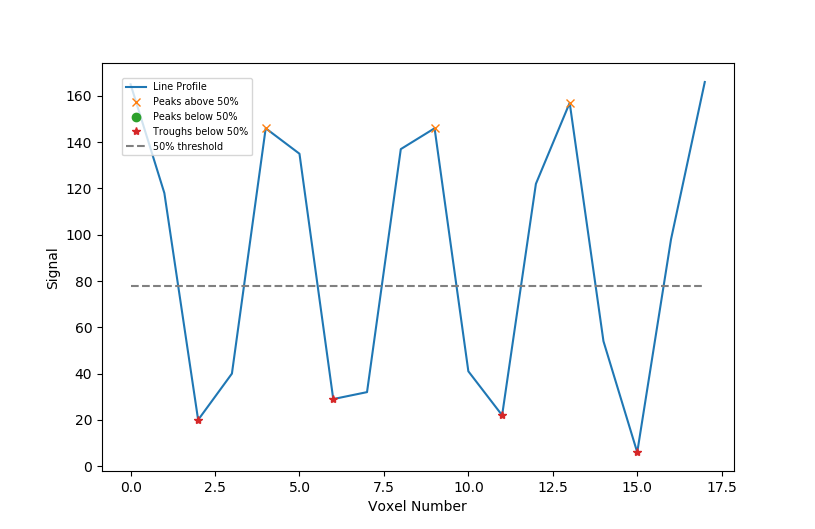 Line Profile
Peaks above 50%
Peaks below 50%
Troughs below 50%
50% threshold
Signal
160
140
120
100
80
60
40
20
0
0.0 2.5 5.0 7.5 10.0 12.5 15.0 17.5
Voxel Number